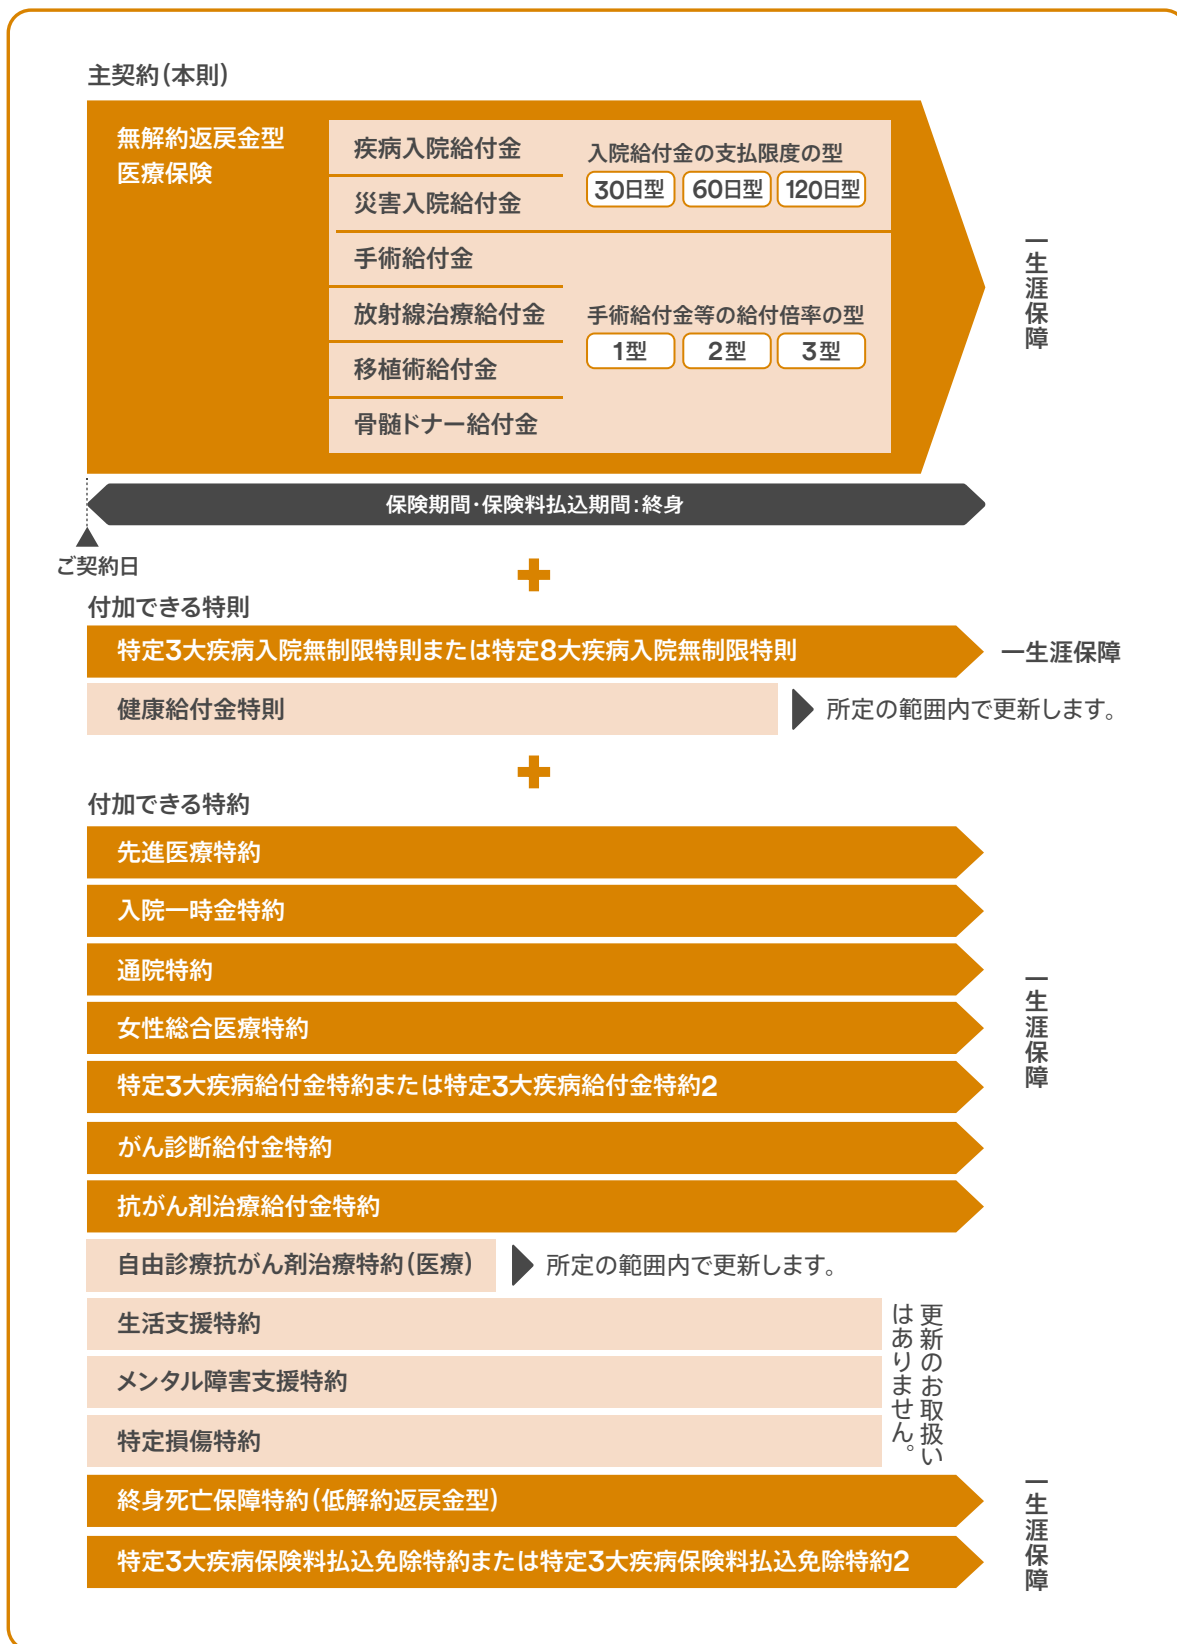 主契約(本則)
無解約返戻金型
医療保険
疾病入院給付金
災害入院給付金
入院給付金の支払限度の型
30日型 60日型 120日型
手術給付金
放射線治療給付金
移植術給付金
骨髄ドナー給付金
手術給付金等の給付倍率の型
1型 2型 3型
一生涯保障
保険期間・保険料払込期間:終身
ご契約日
付加できる特則
特定3大疾病入院無制限特則または特定8大疾病入院無制限特則
一生涯保障
健康給付金特則
所定の範囲内で更新します。
付加できる特約
先進医療特約
入院一時金特約
通院特約
女性総合医療特約
特定3大疾病給付金特約または特定3大疾病給付金特約2
がん診断給付金特約
抗がん剤治療給付金特約
一生涯保障
自由診療抗がん剤治療特約(医療)
所定の範囲内で更新します。
生活支援特約
メンタル障害支援特約
特定損傷特約
更新のお取扱い
はありません。
終身死亡保障特約(低解約返戻金型)
特定3大疾病保険料払込免除特約または特定3大疾病保険料払込免除特約2
一生涯保障